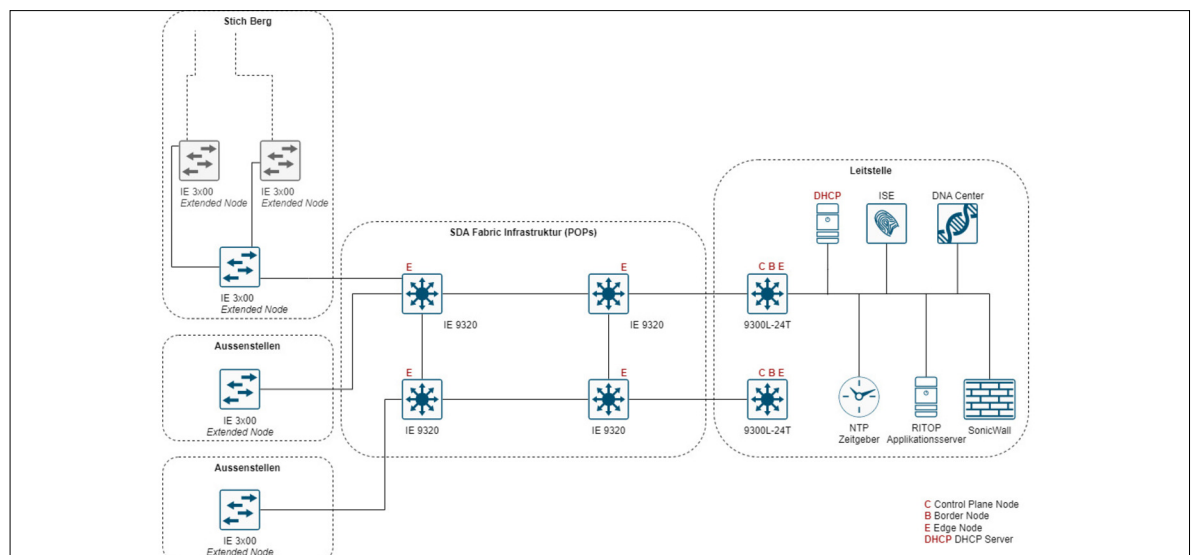 Stich Berg
IE 3x00
Extended Node
IE 3x00
Extended Node
IE 3x00
Extended Node
Aussenstellen
IE 3x00
Extended Node
Aussenstellen
IE 3x00
Extended Node
SDA Fabric Infrastruktur (POPs)
E
IE 9320
E
IE 9320
E
IE 9320
E
IE 9320
Leitstelle
DHCP
ISE
DNA Center
C B E
9300L-24T
C B E
9300L-24T
NTP
Zeitgeber
RITOP
Applikationsserver
SonicWall
C Control Plane Node
B Border Node
E Edge Node
DHCP DHCP Server